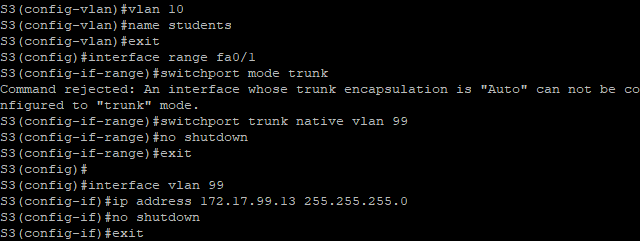 S3(config-vlan)#vlan 10
S3(config-vlan)#name students
S3(config-vlan)#exit
S3(config)#interface range fa0/1
S3(config-if-range)#switchport mode trunk
Command rejected: An interface whose trunk encapsulation is "Auto" can not be co
nfigured to "trunk" mode.
S3(config-if-range)#switchport trunk native vlan 99
S3(config-if-range)#no shutdown
S3(config-if-range)#exit
S3(config)#
S3(config)#interface vlan 99
S3(config-if)#ip address 172.17.99.13 255.255.255.0
S3(config-if)#no shutdown
S3(config-if)#exit